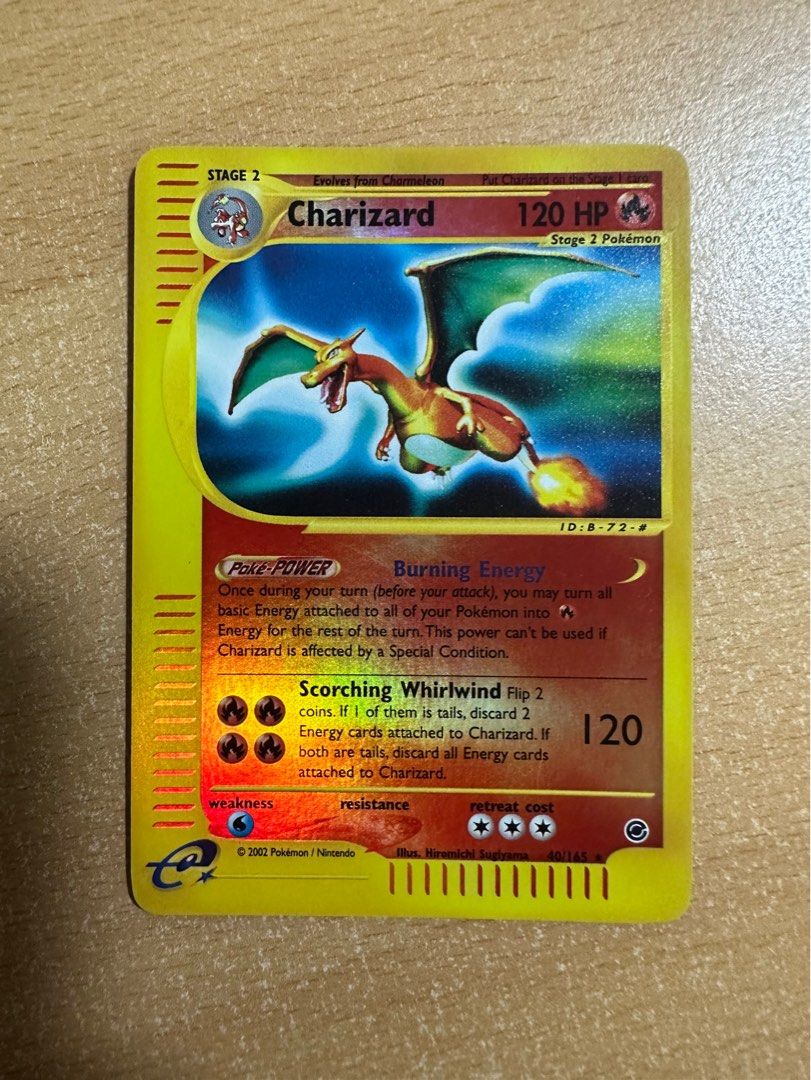 STAGE 2 Evolves from Charmeleon Put Charizard on the Stage 1 card
Charizard 120 HP
Stage 2 Pokémon
ID:B-72-#
Poké-POWER Burning Energy
Once during your turn (before your attack), you may turn all
basic Energy attached to all of your Pokémon into
Energy for the rest of the turn. This power can't be used if
Charizard is affected by a Special Condition.
Scorching Whirlwind Flip 2
coins. If 1 of them is tails, discard 2
Energy cards attached to Charizard. If
both are tails, discard all Energy cards
attached to Charizard.
120
weakness resistance retreat cost
© 2002 Pokémon / Nintendo Illus. Hiromichi Sugiyama 40/165 ★
e